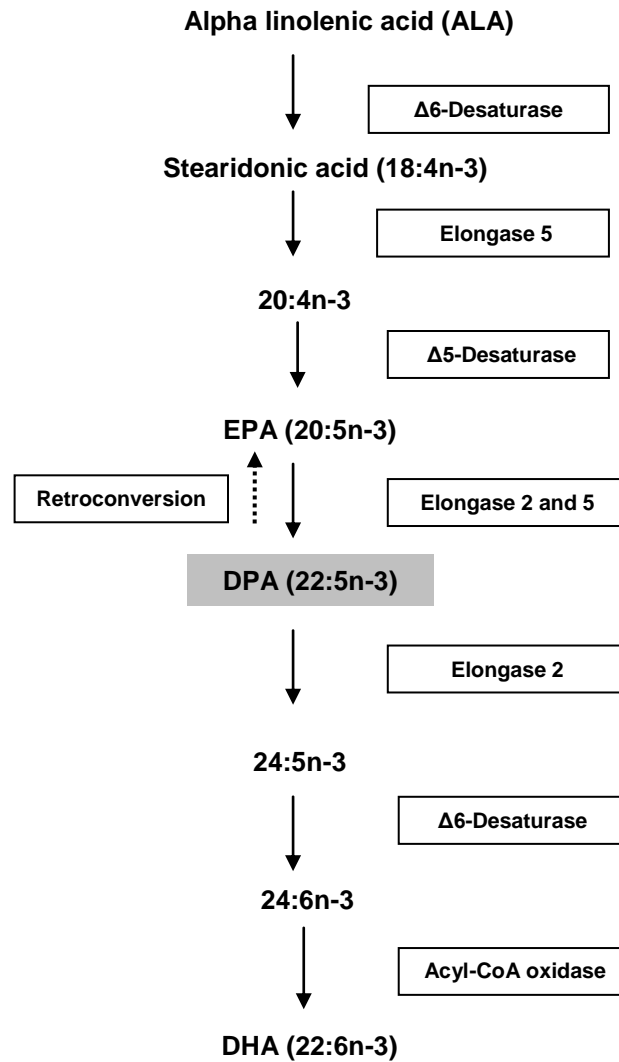 Alpha linolenic acid (ALA)
Δ6-Desaturase
Stearidonic acid (18:4n-3)
Elongase 5
20:4n-3
Δ5-Desaturase
EPA (20:5n-3)
Retroconversion
Elongase 2 and 5
DPA (22:5n-3)
Elongase 2
24:5n-3
Δ6-Desaturase
24:6n-3
Acyl-CoA oxidase
DHA (22:6n-3)